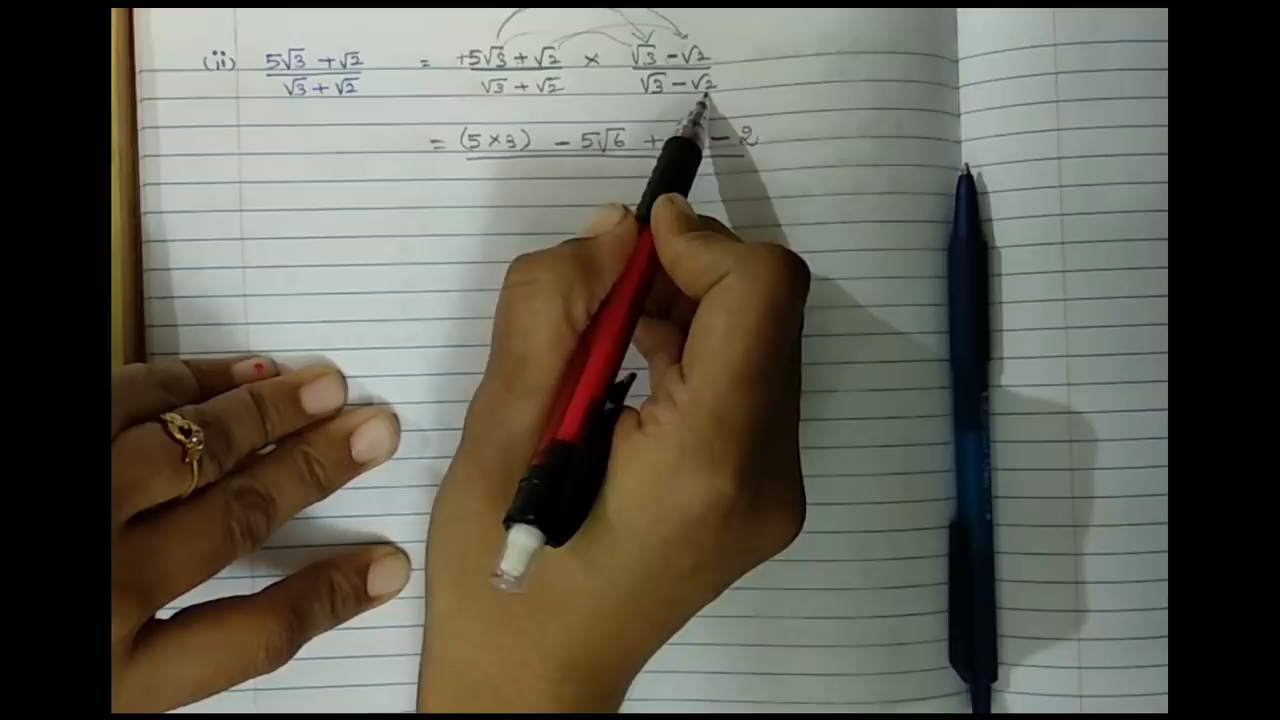 (ii) 5√3 + √2 / √3 + √2 = +5√3 + √2 / √3 + √2 × √3 - √2 / √3 - √2
= (5 × 3) - 5√6 + - 2